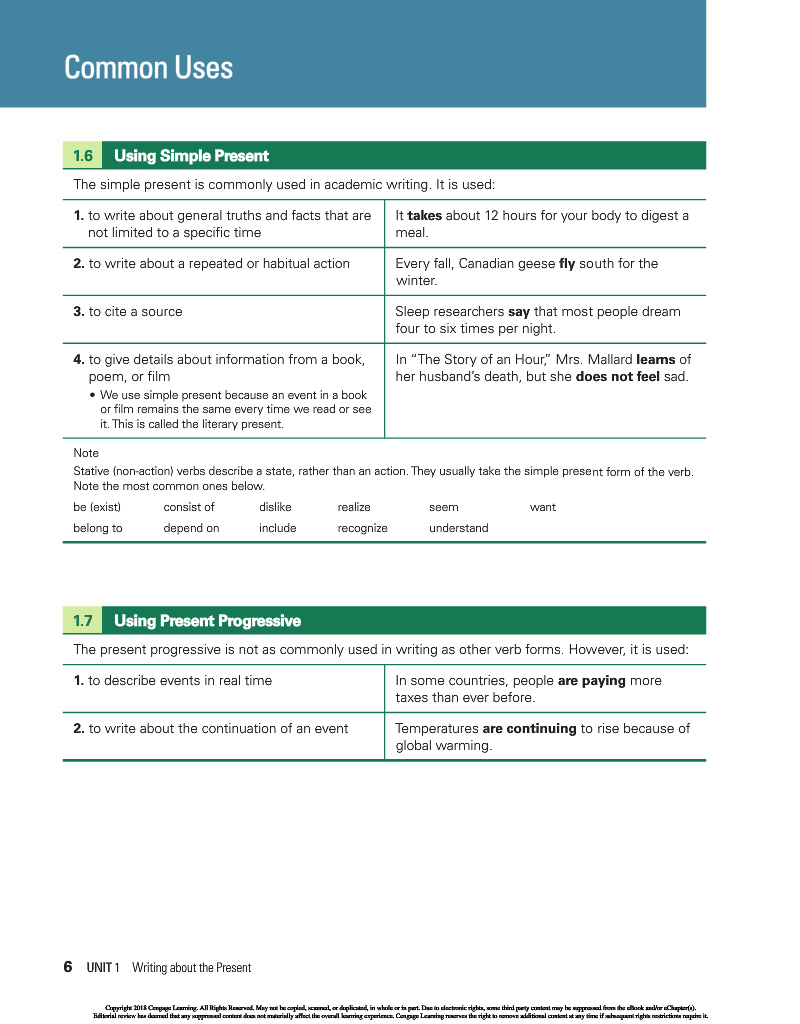 Common Uses
1.6 Using Simple Present
The simple present is commonly used in academic writing. It is used:
1. to write about general truths and facts that are
not limited to a specific time
It takes about 12 hours for your body to digest a
meal.
2. to write about a repeated or habitual action
Every fall, Canadian geese fly south for the
winter.
3. to cite a source
Sleep researchers say that most people dream
four to six times per night.
4. to give details about information from a book,
poem, or film
• We use simple present because an event in a book
or film remains the same every time we read or see
it. This is called the literary present.
In “The Story of an Hour,” Mrs. Mallard learns of
her husband’s death, but she does not feel sad.
Note
Stative (non-action) verbs describe a state, rather than an action. They usually take the simple present form of the verb.
Note the most common ones below.
be (exist) consist of dislike realize seem want
belong to depend on include recognize understand
1.7 Using Present Progressive
The present progressive is not as commonly used in writing as other verb forms. However, it is used:
1. to describe events in real time
In some countries, people are paying more
taxes than ever before.
2. to write about the continuation of an event
Temperatures are continuing to rise because of
global warming.
6 UNIT 1 Writing about the Present
Copyright 2018 Cengage Learning. All Rights Reserved. May not be copied, scanned, or duplicated, in whole or in part. Due to electronic rights, some third party content may be suppressed from the eBook and/or eChapter(s).
Editorial review has deemed that any suppressed content does not materially affect the overall learning experience. Cengage Learning reserves the right to remove additional content at any time if subsequent rights restrictions require it.